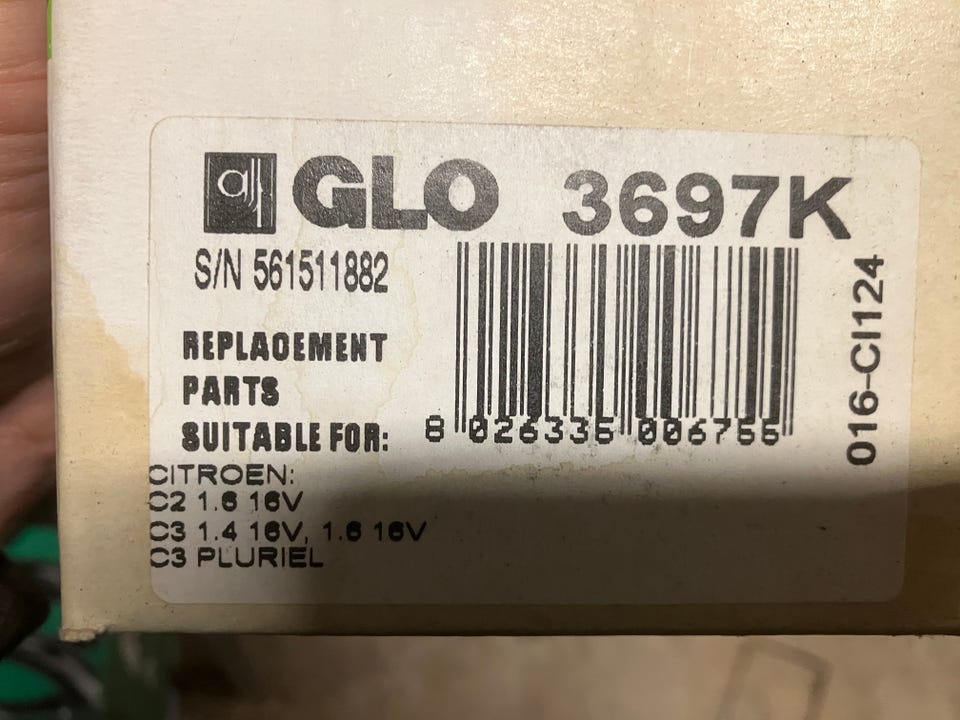 a GLO 3697K
S/N 561511882
REPLACEMENT
PARTS
SUITABLE FOR:
8 026335 006755
CITROEN:
C2 1.6 16V
C3 1.4 16V, 1.6 16V
C3 PLURIEL
016-CI124